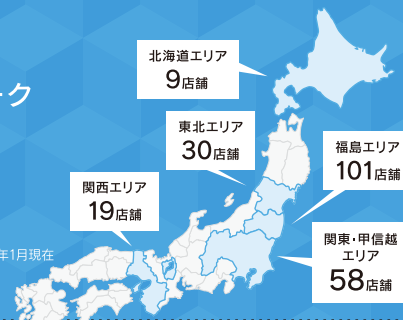 北海道エリア
9店舗
ーク
東北エリア
30店舗
福島エリア
101店舗
関西エリア
19店舗
関東・甲信越
エリア
58店舗
年1月現在